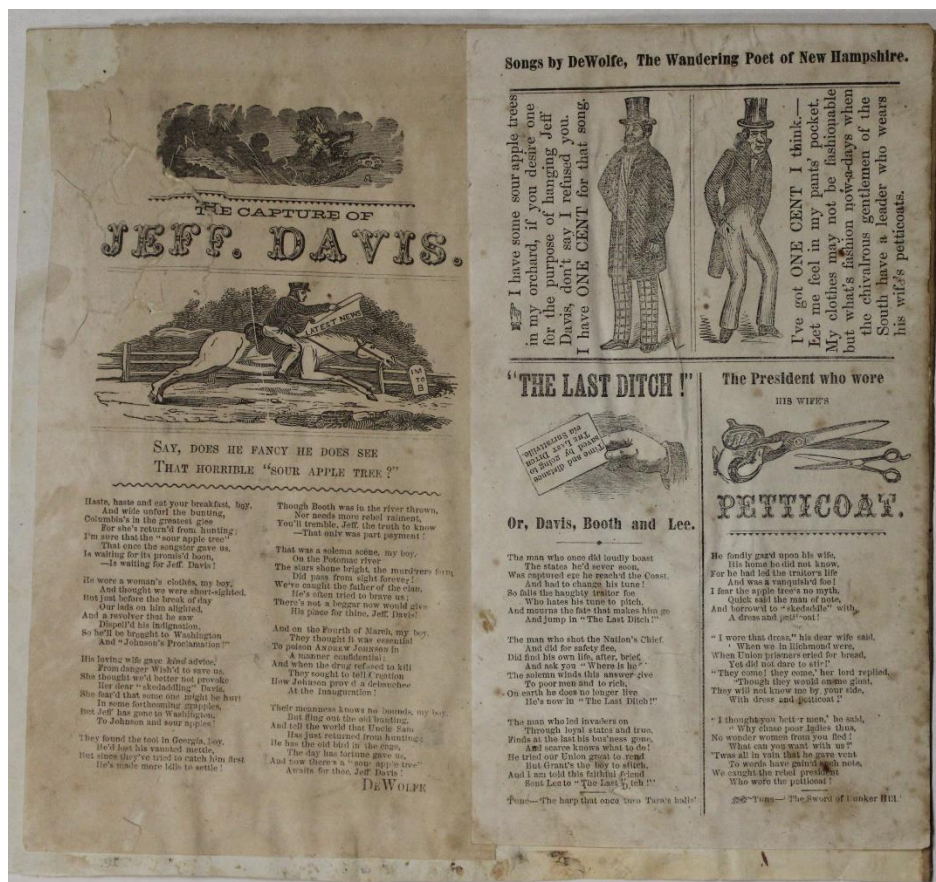 THE CAPTURE OF
JEFF. DAVIS.
LATEST NEWS
1 M
TO
B
SAY, DOES HE FANCY HE DOES SEE
THAT HORRIBLE "SOUR APPLE TREE?"
Haste, haste and eat your breakfast, boy,
And wide unfurl the bunting,
Columbia's in the greatest glee
For she's return'd from hunting;
I'm sure that the "sour apple tree"
That once the songster gave us,
Is waiting for its promis'd boon,
—Is waiting for Jeff. Davis!
He wore a woman's clothes, my boy,
And thought we were short-sighted,
But just before the break of day
Our lads on him alighted,
And a revolver that he saw
Dispell'd his indignation,
So he'll be brought to Washington
And "Johnson's Proclamation!"
His loving wife gave kind advice,
From danger wish'd to save us,
She thought we'd better not provoke
Her dear "skedaddling" Davis,
She fear'd that some one might be hurt
In some forthcoming grapples,
But Jeff has gone to Washington,
To Johnson and sour apples!
They found the fool in Georgia, boy,
He'd lost his vaunted mettle,
But since they've tried to catch him first
He's made more bills to settle!
Though Booth was in the river thrown,
Nor needs more rebel raiment,
You'll tremble, Jeff. the truth to know
—That only was part payment!
That was a solemn scene, my boy,
On the Potomac river
The stars shone bright, the murd'rers form
Did pass from sight forever!
We've caught the father of the clan,
He's often tried to brave us;
There's not a beggar now would give
His place for thine, Jeff. Davis!
And on the Fourth of March, my boy,
They thought it was essential
To poison ANDREW JOHNSON in
A manner confidential;
And when the drug refused to kill
They sought to tell Creation
How Johnson prov'd a debauchee
At the Inauguration!
Their meanness knows no bounds, my boy,
But fling out the old bunting,
And tell the world that Uncle Sam
Has just returned from hunting;
He has the old bird in the cage,
The day has fortune gave us,
And now there's a "sour apple tree"
Awaits for thee, Jeff Davis!
DEWOLFE
Songs by DeWolfe, The Wandering Poet of New Hampshire.
I have some sour apple trees
in my orchard, if you desire one
for the purpose of hanging Jeff
Davis, don't say I refused you.
I have ONE CENT for that song.
I've got ONE CENT I think.—
Let me feel in my pants' pocket.
My clothes may not be fashionable
but what's fashion now-a-days when
the chivalrous gentlemen of the
South have a leader who wears
his wife's petticoats.
"THE LAST DITCH!"
Time and distance
saved by going to
THE LAST DITCH
via Surrattville
Or, Davis, Booth and Lee.
The man who once did loudly boast
The states he'd sever soon,
Was captured ere he reach'd the Coast,
And had to change his tune!
So falls the haughty traitor foe
Who hates his tune to pitch,
And mourns the fate that makes him go
And jump in "The Last Ditch!"
The man who shot the Nation's Chief,
And did for safety flee,
Did find his own life, after, brief,
And ask you "Where is he"
The solemn winds this answer give
To poor men and to rich,
On earth he does no longer live
He's now in "The Last Ditch!"
The man who led invaders on
Through loyal states and true,
Finds at the last his bus'ness gone,
And scarce knows what to do!
He tried our Union great to rend
But Grant's the boy to stitch,
And I am told this faithful friend
Sent Lee to "The Last Ditch!"
Tune—'The harp that once thro Tara's halls'
The President who wore
HIS WIFE'S
PETTICOAT.
He fondly gaz'd upon his wife,
His home he did not know,
For he had led the traitor's life
And was a vanquish'd foe!
I fear the apple tree's no myth,
Quick said the man of note,
And borrow'd to "skedaddle" with,
A dress and petticoat!
"I wore that dress," his dear wife said,
'When we in Richmond were,
When Union prisoners cried for bread,
Yet did not dare to stir!'
"They come! they come,' her lord replied,
"Though they would on me gloat,
They will not know me by your side,
With dress and petticoat!"
"I thought you better men,' he said,
"Why chase poor ladies thus,
No wonder women from you fled!
What can you want with us?"
'Twas all in vain that he gave vent
To words have gain'd such note,
We caught the rebel president
Who wore the petticoat!
Tune—'The Sword of Bunker Hill'